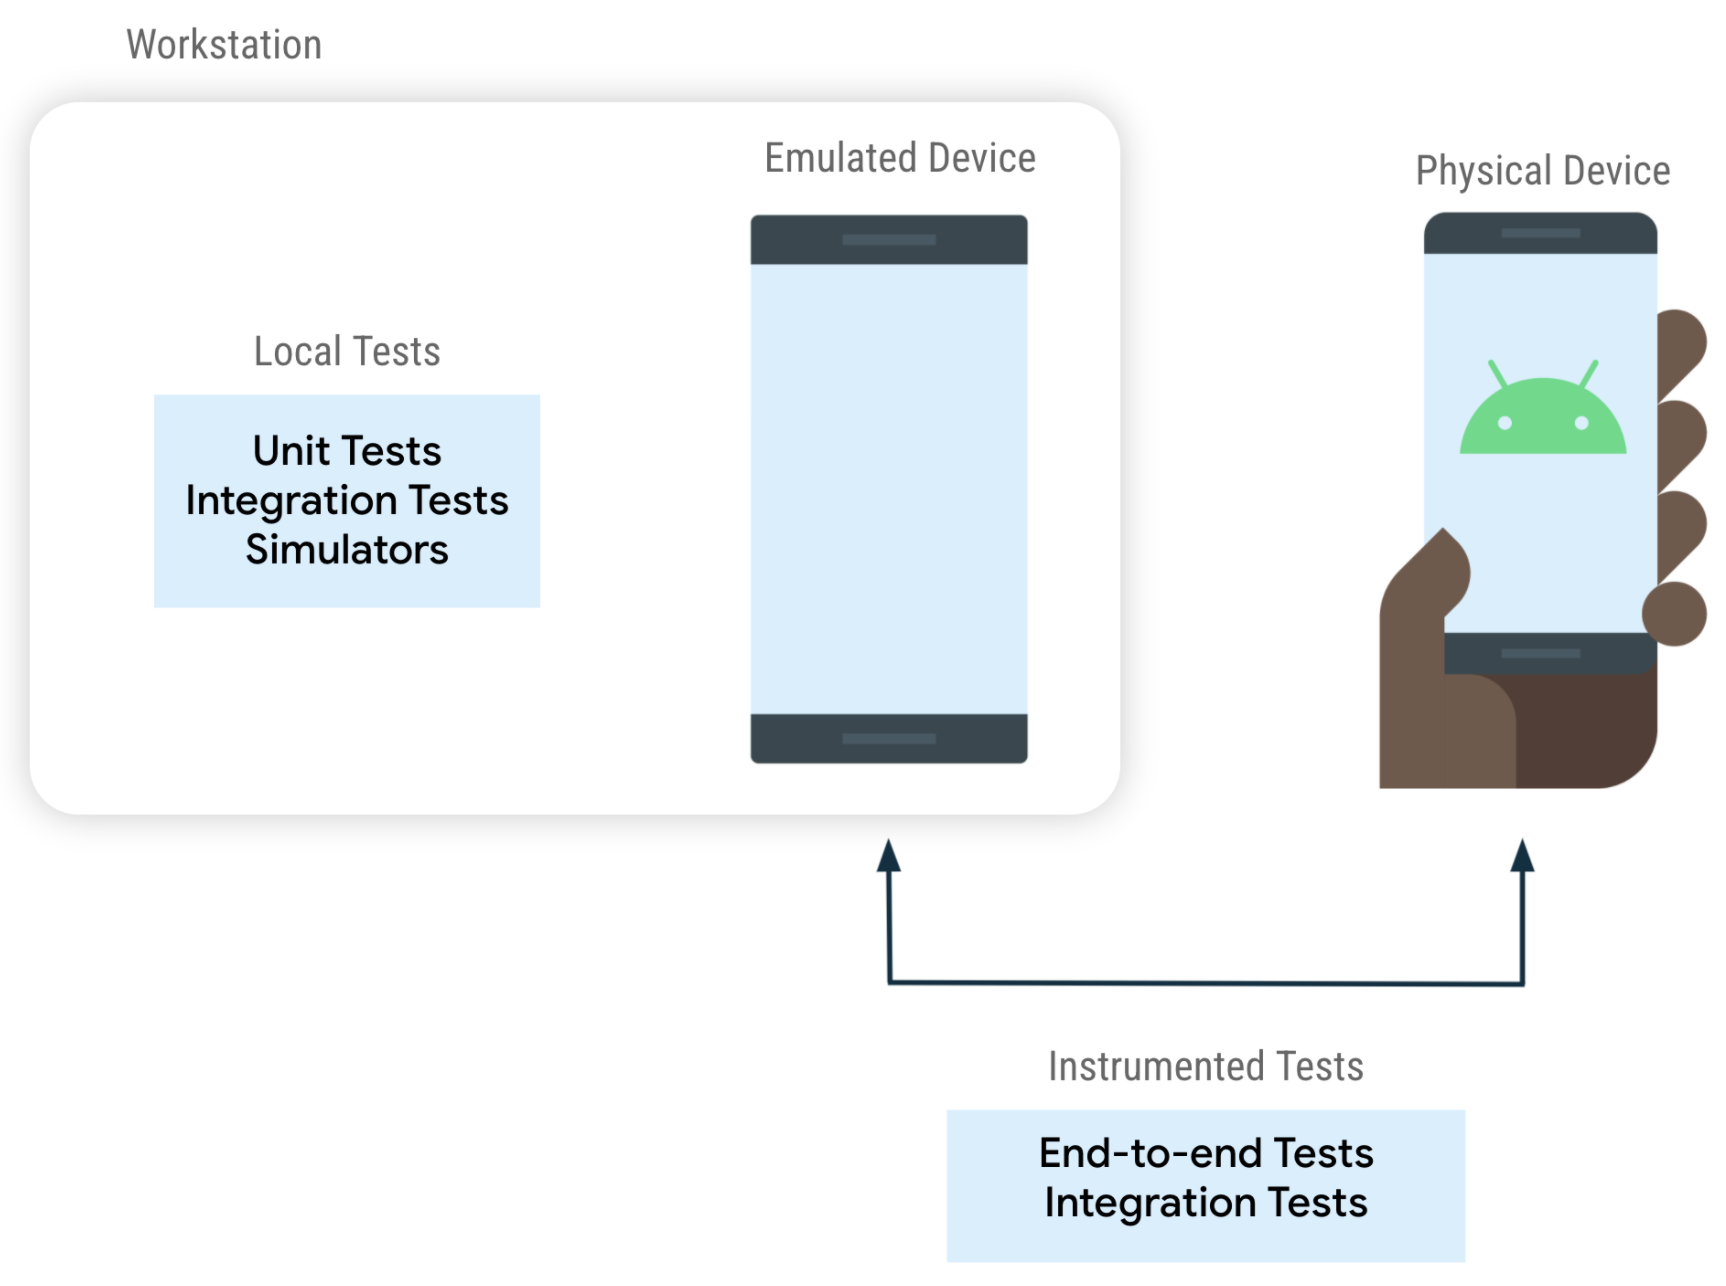 Workstation
Emulated Device
Physical Device
Local Tests
Unit Tests
Integration Tests
Simulators
Instrumented Tests
End-to-end Tests
Integration Tests